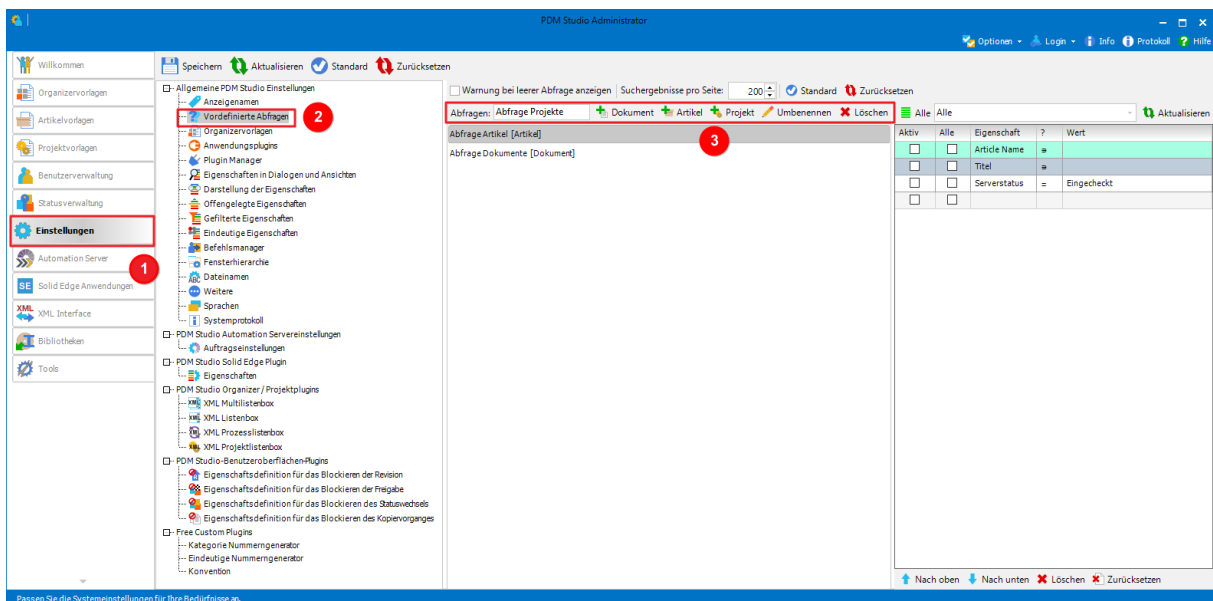 PDM Studio Administrator
Optionen Login Info Protokoll Hilfe
Willkommen
Organizervorlagen
Artikelvorlagen
Projektvorlagen
Benutzerverwaltung
Statusverwaltung
Einstellungen
Automation Server
1
SE Solid Edge Anwendungen
XML XML Interface
Bibliotheken
Tools
Speichern Aktualisieren Standard Zurücksetzen
Allgemeine PDM Studio Einstellungen
Anzeigenamen
Vordefinierte Abfragen
2
Organizervorlagen
Anwendungsplugins
Plugin Manager
Eigenschaften in Dialogen und Ansichten
Darstellung der Eigenschaften
Offengelegte Eigenschaften
Gefilterte Eigenschaften
Eindeutige Eigenschaften
Befehlsmanager
Fensterhierarchie
ABC Dateinamen
Weitere
Sprachen
Systemprotokoll
PDM Studio Automation Servereinstellungen
Auftragseinstellungen
PDM Studio Solid Edge Plugin
Eigenschaften
PDM Studio Organizer / Projektplugins
XML XML Multilistenbox
XML XML Listenbox
XML XML Prozesslistenbox
XML XML Projektlistenbox
PDM Studio-Benutzeroberflächen-Plugins
Eigenschaftsdefinition für das Blockieren der Revision
Eigenschaftsdefinition für das Blockieren der Freigabe
Eigenschaftsdefinition für das Blockieren des Statuswechsels
Eigenschaftsdefinition für das Blockieren des Kopiervorganges
Free Custom Plugins
Kategorie Nummerngenerator
Eindeutige Nummerngenerator
Konvention
Warnung bei leerer Abfrage anzeigen Suchergebnisse pro Seite: 200 Standard Zurücksetzen
Abfragen: Abfrage Projekte Dokument Artikel Projekt Umbenennen Löschen
3
Abfrage Artikel [Artikel]
Abfrage Dokumente [Dokument]
Alle Alle Aktualisieren
Aktiv Alle Eigenschaft ? Wert
Article Name =
Titel =
Serverstatus = Eingecheckt
Nach oben Nach unten Löschen Zurücksetzen
Passen Sie die Systemeinstellungen für Ihre Bedürfnisse an.